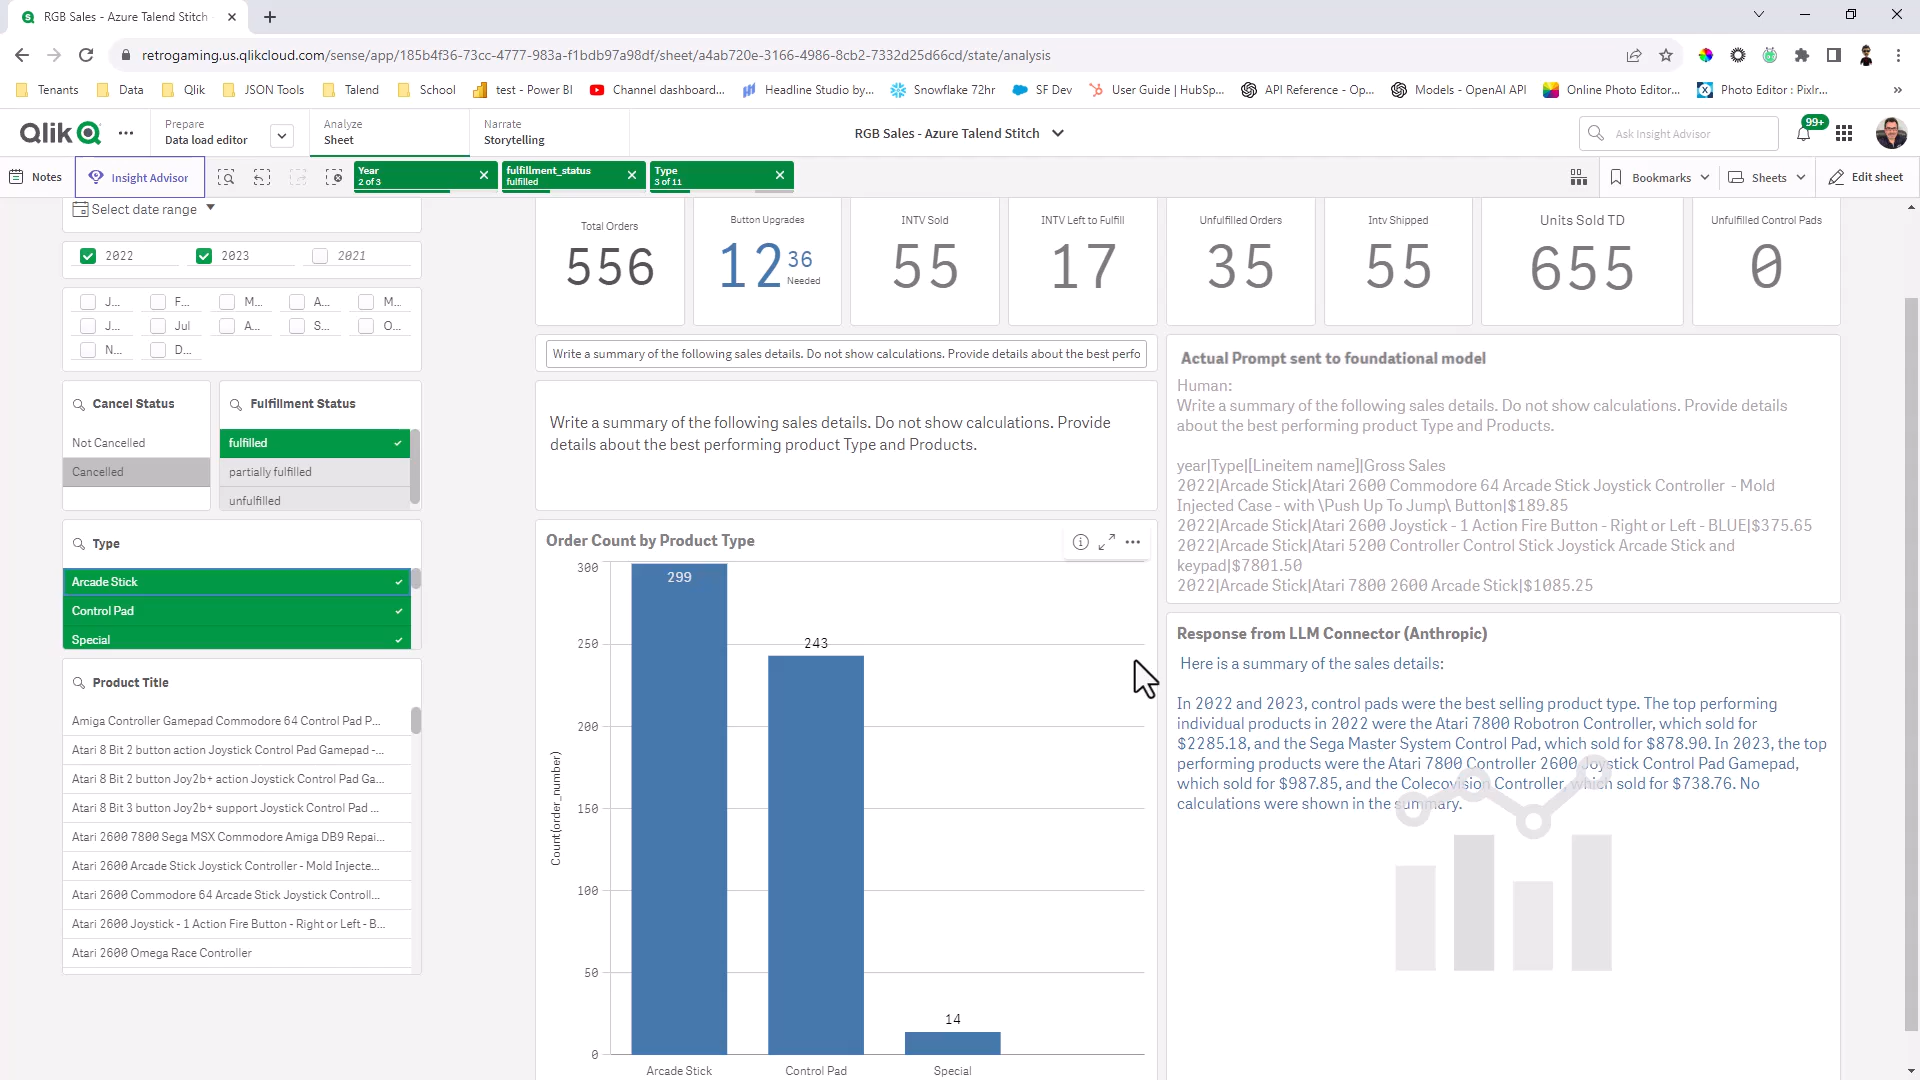 RGB Sales - Azure Talend Stitch
retrogaming.us.qlikcloud.com/sense/app/185b4f36-73cc-4777-983a-f1bdb97a98df/sheet/a4ab720e-3166-4986-8cb2-7332d25d66cd/state/analysis
Tenants Data Qlik JSON Tools Talend School test - Power BI Channel dashboard... Headline Studio by... Snowflake 72hr SF Dev User Guide | HubSp... API Reference - Op... Models - OpenAI API Online Photo Editor... Photo Editor : Pixlr... »
Qlik
Prepare
Data load editor
Analyze
Sheet
Narrate
Storytelling
RGB Sales - Azure Talend Stitch
Ask Insight Advisor
99+
Notes
Insight Advisor
Year
2 of 3
fulfillment_status
fulfilled
Type
3 of 11
Bookmarks
Sheets
Edit sheet
Select date range
2022 2023 2021
J... F... M... A... M...
J... Jul A... S... O...
N... D...
Cancel Status
Not Cancelled
Cancelled
Fulfillment Status
fulfilled
partially fulfilled
unfulfilled
Type
Arcade Stick
Control Pad
Special
Product Title
Amiga Controller Gamepad Commodore 64 Control Pad P...
Atari 8 Bit 2 button action Joystick Control Pad Gamepad -...
Atari 8 Bit 2 button Joy2b+ action Joystick Control Pad Ga...
Atari 8 Bit 3 button Joy2b+ support Joystick Control Pad ...
Atari 2600 7800 Sega MSX Commodore Amiga DB9 Repai...
Atari 2600 Arcade Stick Joystick Controller - Mold Injecte...
Atari 2600 Commodore 64 Arcade Stick Joystick Controll...
Atari 2600 Joystick - 1 Action Fire Button - Right or Left - B...
Atari 2600 Omega Race Controller
Total Orders
556
Button Upgrades
12 36
Needed
INTV Sold
55
INTV Left to Fulfill
17
Unfulfilled Orders
35
Intv Shipped
55
Units Sold TD
655
Unfulfilled Control Pads
0
Write a summary of the following sales details. Do not show calculations. Provide details about the best perfo
Write a summary of the following sales details. Do not show calculations. Provide
details about the best performing product Type and Products.
Order Count by Product Type
Count(order_number)
300
250
200
150
100
50
0
299
243
14
Arcade Stick Control Pad Special
Actual Prompt sent to foundational model
Human:
Write a summary of the following sales details. Do not show calculations. Provide details
about the best performing product Type and Products.
year|Type|[Lineitem name]|Gross Sales
2022|Arcade Stick|Atari 2600 Commodore 64 Arcade Stick Joystick Controller - Mold
Injected Case - with \Push Up To Jump\ Button|$189.85
2022|Arcade Stick|Atari 2600 Joystick - 1 Action Fire Button - Right or Left - BLUE|$375.65
2022|Arcade Stick|Atari 5200 Controller Control Stick Joystick Arcade Stick and
keypad|$7801.50
2022|Arcade Stick|Atari 7800 2600 Arcade Stick|$1085.25
Response from LLM Connector (Anthropic)
Here is a summary of the sales details:
In 2022 and 2023, control pads were the best selling product type. The top performing
individual products in 2022 were the Atari 7800 Robotron Controller, which sold for
$2285.18, and the Sega Master System Control Pad, which sold for $878.90. In 2023, the top
performing products were the Atari 7800 Controller 2600 Joystick Control Pad Gamepad,
which sold for $987.85, and the Colecovision Controller, which sold for $738.76. No
calculations were shown in the summary.